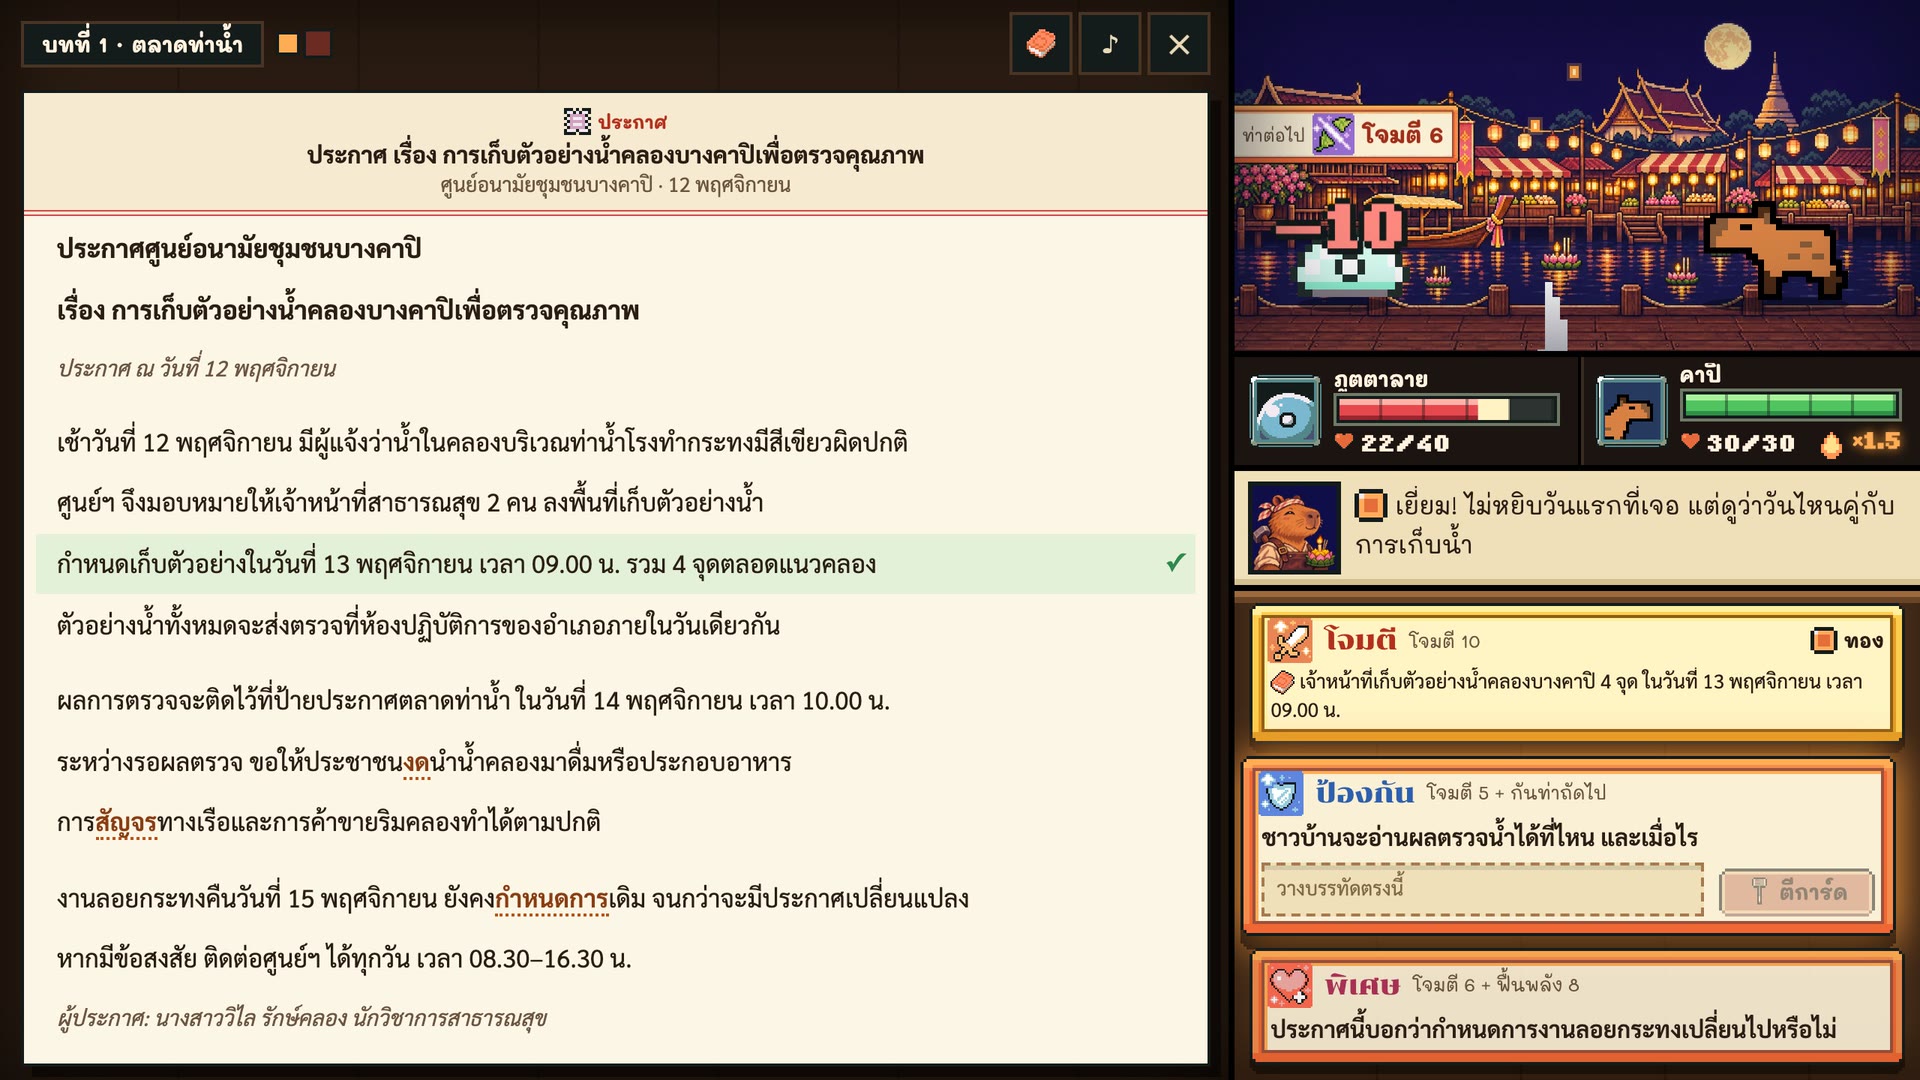 บทที่ 1 · ตลาดท่าน้ำ
ประกาศ
ประกาศ เรื่อง การเก็บตัวอย่างน้ำคลองบางคาปิเพื่อตรวจคุณภาพ
ศูนย์อนามัยชุมชนบางคาปิ · 12 พฤศจิกายน
ประกาศศูนย์อนามัยชุมชนบางคาปิ
เรื่อง การเก็บตัวอย่างน้ำคลองบางคาปิเพื่อตรวจคุณภาพ
ประกาศ ณ วันที่ 12 พฤศจิกายน
เช้าวันที่ 12 พฤศจิกายน มีผู้แจ้งว่าน้ำในคลองบริเวณท่าน้ำโรงทำกระทงมีสีเขียวผิดปกติ
ศูนย์ฯ จึงมอบหมายให้เจ้าหน้าที่สาธารณสุข 2 คน ลงพื้นที่เก็บตัวอย่างน้ำ
กำหนดเก็บตัวอย่างในวันที่ 13 พฤศจิกายน เวลา 09.00 น. รวม 4 จุดตลอดแนวคลอง ✓
ตัวอย่างน้ำทั้งหมดจะส่งตรวจที่ห้องปฏิบัติการของอำเภอภายในวันเดียวกัน
ผลการตรวจจะติดไว้ที่ป้ายประกาศตลาดท่าน้ำ ในวันที่ 14 พฤศจิกายน เวลา 10.00 น.
ระหว่างรอผลตรวจ ขอให้ประชาชนงดนำน้ำคลองมาดื่มหรือประกอบอาหาร
การสัญจรทางเรือและการค้าขายริมคลองทำได้ตามปกติ
งานลอยกระทงคืนวันที่ 15 พฤศจิกายน ยังคงกำหนดการเดิม จนกว่าจะมีประกาศเปลี่ยนแปลง
หากมีข้อสงสัย ติดต่อศูนย์ฯ ได้ทุกวัน เวลา 08.30–16.30 น.
ผู้ประกาศ: นางสาววิไล รักษ์คลอง นักวิชาการสาธารณสุข
ท่าต่อไป โจมตี 6
−10
ภูตตาลาย
22/40
คาปิ
30/30 ×1.5
เยี่ยม! ไม่หยิบวันแรกที่เจอ แต่ดูว่าวันไหนคู่กับ
การเก็บน้ำ
โจมตี โจมตี 10 ทอง
เจ้าหน้าที่เก็บตัวอย่างน้ำคลองบางคาปิ 4 จุด ในวันที่ 13 พฤศจิกายน เวลา
09.00 น.
ป้องกัน โจมตี 5 + กันท่าถัดไป
ชาวบ้านจะอ่านผลตรวจน้ำได้ที่ไหน และเมื่อไร
วางบรรทัดตรงนี้ ตีการ์ด
พิเศษ โจมตี 6 + ฟื้นพลัง 8
ประกาศนี้บอกว่ากำหนดการงานลอยกระทงเปลี่ยนไปหรือไม่